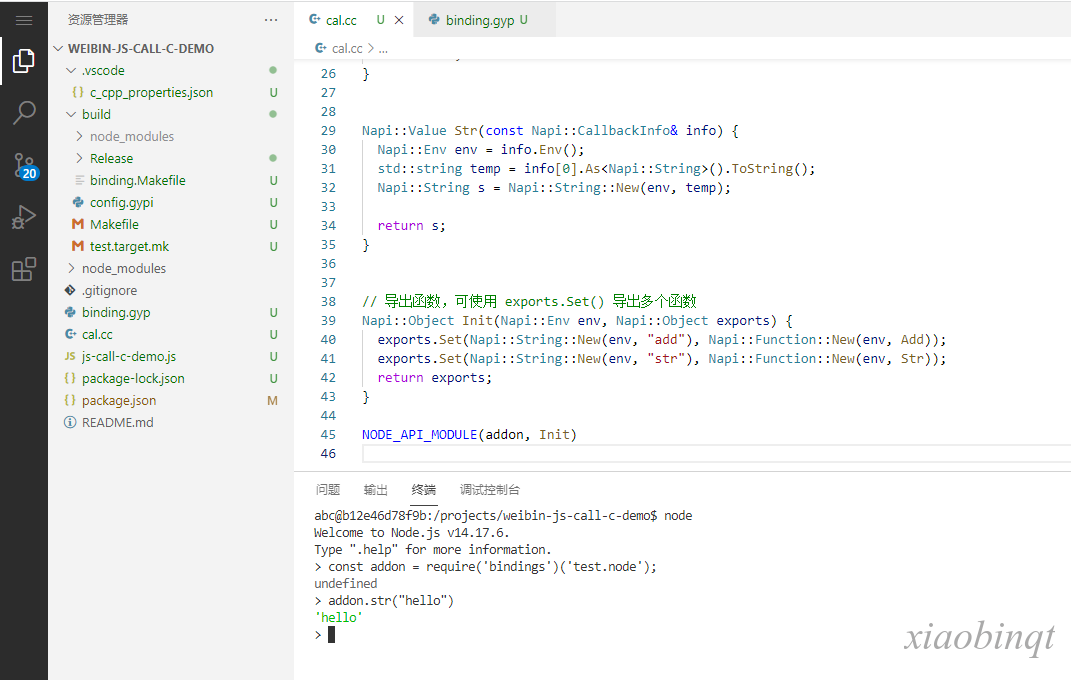 资源管理器
WEIBIN-JS-CALL-C-DEMO
.vscode
c_cpp_properties.json U
build
node_modules
Release
binding.Makefile U
config.gypi U
Makefile U
test.target.mk U
node_modules
.gitignore
binding.gyp U
cal.cc U
js-call-c-demo.js U
package-lock.json U
package.json M
README.md
20
cal.cc U
binding.gyp U
cal.cc > ...
26 }
27
28
29 Napi::Value Str(const Napi::CallbackInfo& info) {
30 Napi::Env env = info.Env();
31 std::string temp = info[0].As<Napi::String>().ToString();
32 Napi::String s = Napi::String::New(env, temp);
33
34 return s;
35 }
36
37
38 // 导出函数，可使用 exports.Set() 导出多个函数
39 Napi::Object Init(Napi::Env env, Napi::Object exports) {
40 exports.Set(Napi::String::New(env, "add"), Napi::Function::New(env, Add));
41 exports.Set(Napi::String::New(env, "str"), Napi::Function::New(env, Str));
42 return exports;
43 }
44
45 NODE_API_MODULE(addon, Init)
46
问题 输出 终端 调试控制台
abc@b12e46d78f9b:/projects/weibin-js-call-c-demo$ node
Welcome to Node.js v14.17.6.
Type ".help" for more information.
> const addon = require('bindings')('test.node');
undefined
> addon.str("hello")
'hello'
>
xiaobinqt